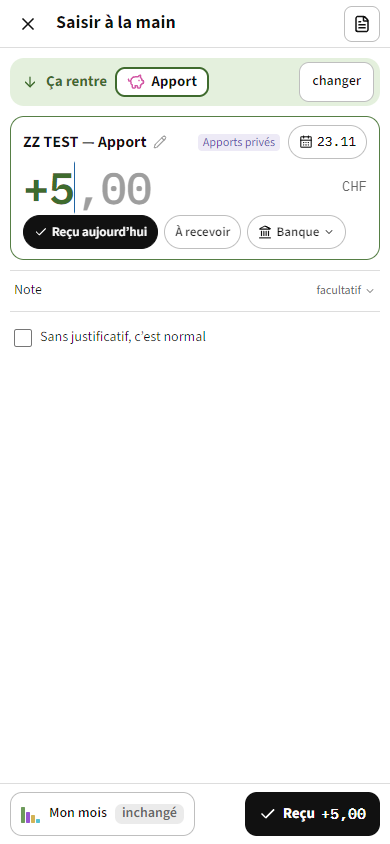 Saisir à la main
Ça rentre Apport changer
ZZ TEST — Apport Apports privés 23.11
+5,00 CHF
Reçu aujourd’hui À recevoir Banque
Note facultatif
Sans justificatif, c’est normal
Mon mois inchangé Reçu +5,00